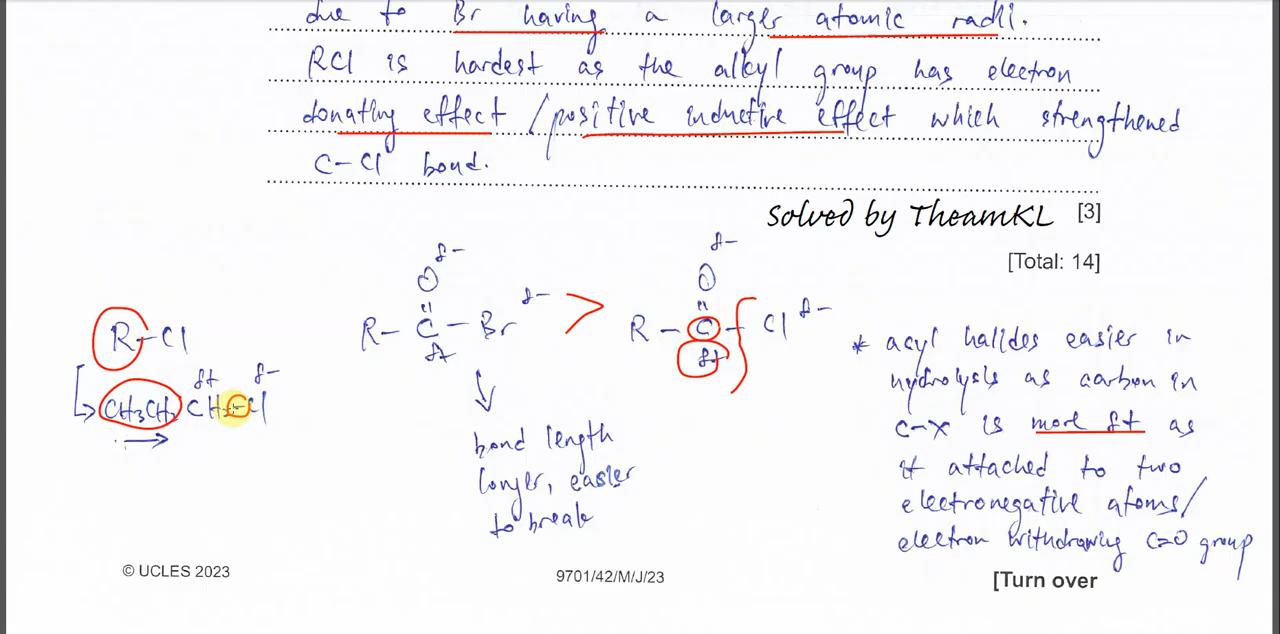 due to Br having a larger atomic radii.
RCl is hardest as the alkyl group has electron
donating effect / positive inductive effect which strengthened
C-Cl bond.
Solved by TheamKL [3]
[Total: 14]
R-Cl
δ+ δ-
CH3CH2 CH2-Cl
δ-
O
R-C-Br δ-
δ+
bond length
longer, easier
to break
>
δ-
O
R-C-Cl δ-
δ+
* acyl halides easier in
hydrolysis as carbon in
C-X is more δ+ as
it attached to two
electronegative atoms/
electron withdrawing C=O group
© UCLES 2023
9701/42/M/J/23
[Turn over